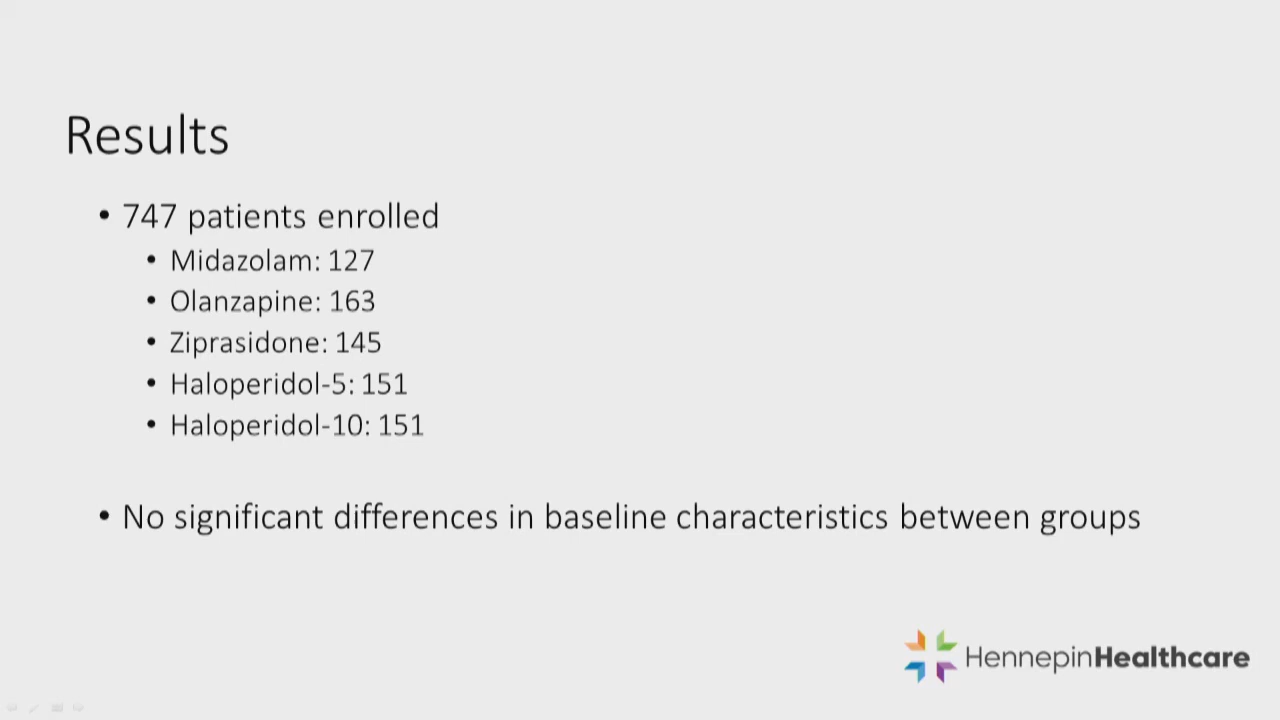 Results
• 747 patients enrolled
• Midazolam: 127
• Olanzapine: 163
• Ziprasidone: 145
• Haloperidol-5: 151
• Haloperidol-10: 151
• No significant differences in baseline characteristics between groups
HennepinHealthcare